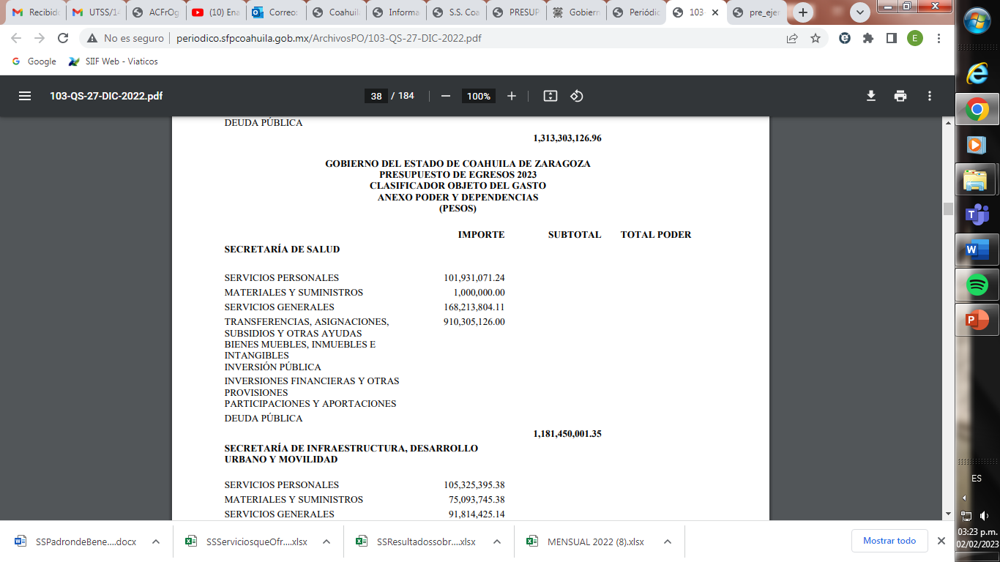 Recibido
UTSS/14
ACFrOg
(10) Ena
Correo:
Coahuil
Informa
S.S. Coa
PRESUP
Gobiern
Periódic
103-
pre_ejer
No es seguro
periodico.sfpcoahuila.gob.mx/ArchivosPO/103-QS-27-DIC-2022.pdf
E
Google
SIIF Web - Viaticos
103-QS-27-DIC-2022.pdf
38 / 184
100%
DEUDA PÚBLICA
1,313,303,126.96
GOBIERNO DEL ESTADO DE COAHUILA DE ZARAGOZA
PRESUPUESTO DE EGRESOS 2023
CLASIFICADOR OBJETO DEL GASTO
ANEXO PODER Y DEPENDENCIAS
(PESOS)
IMPORTE SUBTOTAL TOTAL PODER
SECRETARÍA DE SALUD
SERVICIOS PERSONALES 101,931,071.24
MATERIALES Y SUMINISTROS 1,000,000.00
SERVICIOS GENERALES 168,213,804.11
TRANSFERENCIAS, ASIGNACIONES, 910,305,126.00
SUBSIDIOS Y OTRAS AYUDAS
BIENES MUEBLES, INMUEBLES E
INTANGIBLES
INVERSIÓN PÚBLICA
INVERSIONES FINANCIERAS Y OTRAS
PROVISIONES
PARTICIPACIONES Y APORTACIONES
DEUDA PÚBLICA
1,181,450,001.35
SECRETARÍA DE INFRAESTRUCTURA, DESARROLLO
URBANO Y MOVILIDAD
SERVICIOS PERSONALES 105,325,395.38
MATERIALES Y SUMINISTROS 75,093,745.38
SERVICIOS GENERALES 91,814,425.14
SSPadrondeBene....docx
SSServiciosqueOfr....xlsx
SSResultadossobr....xlsx
MENSUAL 2022 (8).xlsx
Mostrar todo
ES
03:23 p.m.
02/02/2023